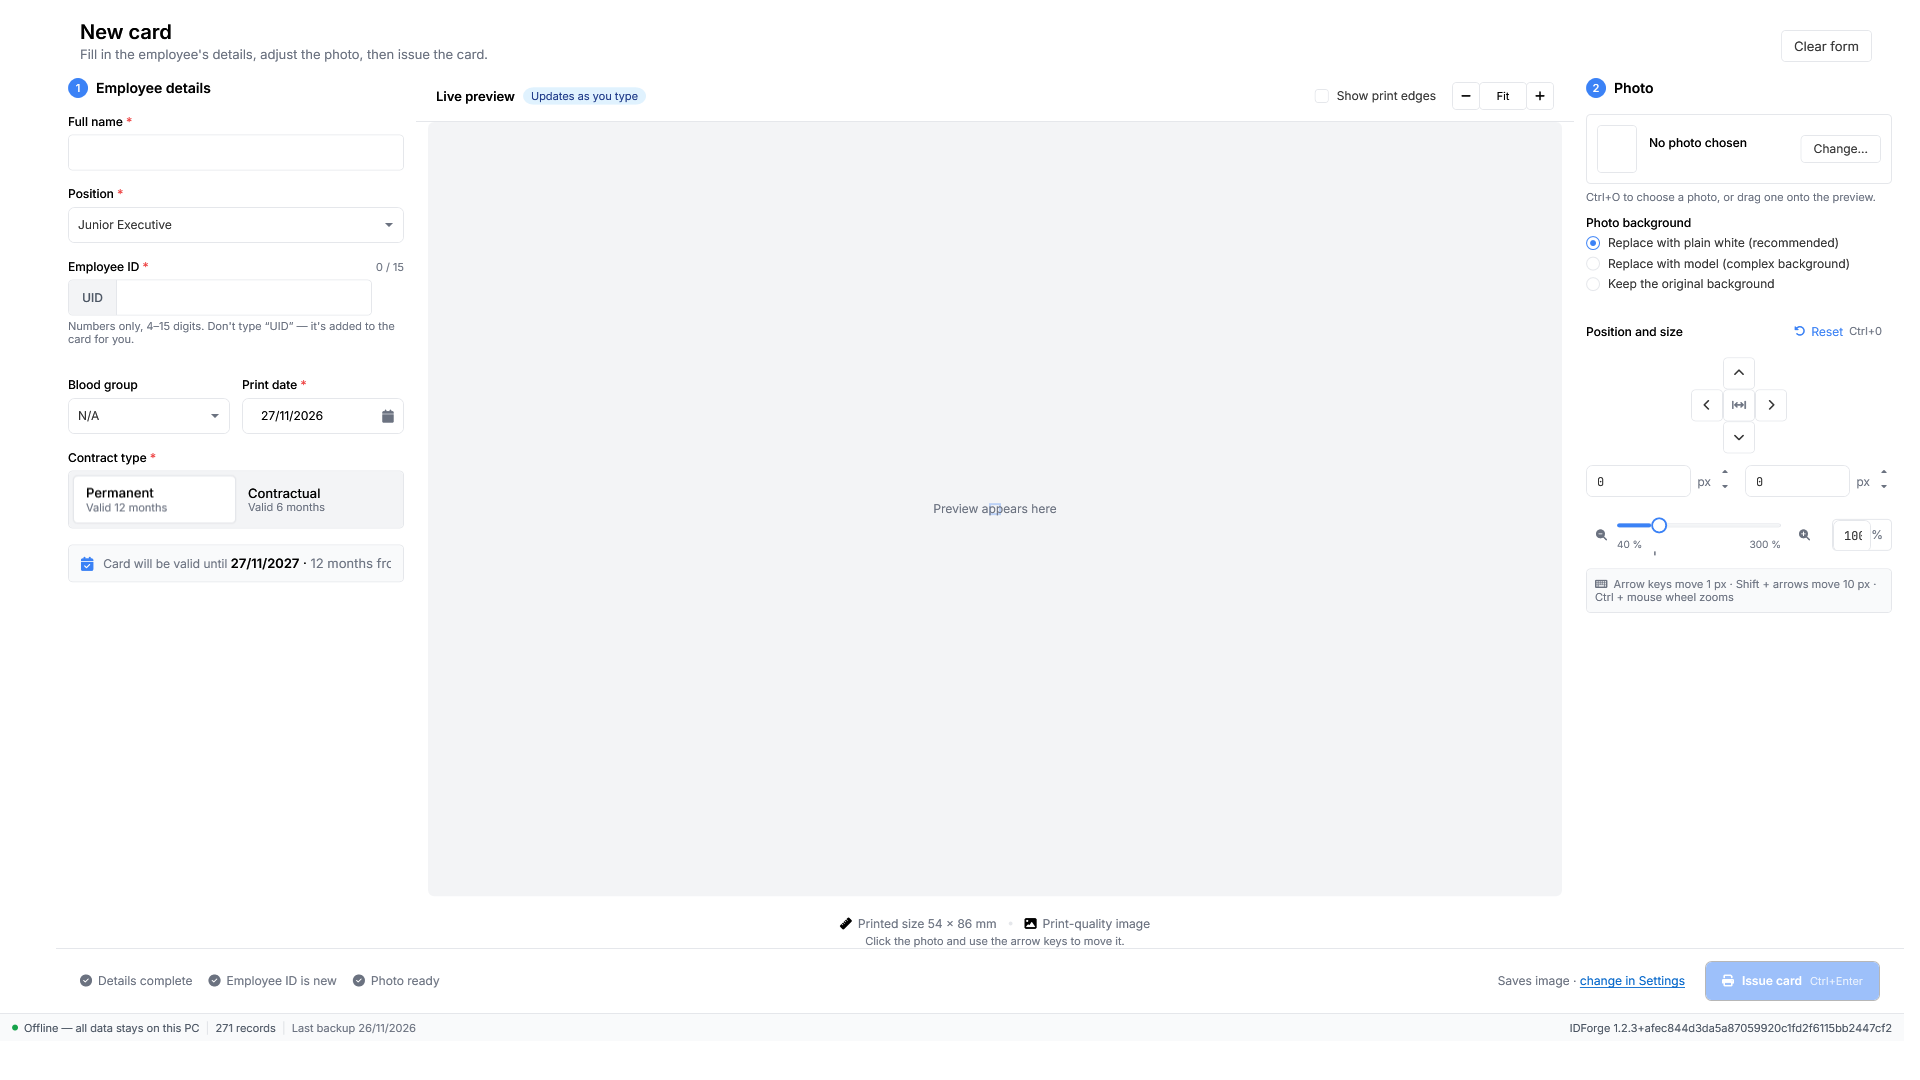 New card
Fill in the employee's details, adjust the photo, then issue the card.
Clear form
1 Employee details
Full name *
Position *
Junior Executive
Employee ID *
0 / 15
UID
Numbers only, 4–15 digits. Don't type “UID” — it's added to the
card for you.
Blood group
Print date *
N/A
27/11/2026
Contract type *
Permanent
Valid 12 months
Contractual
Valid 6 months
Card will be valid until 27/11/2027 · 12 months frc
Live preview
Updates as you type
Show print edges
Fit
Preview appears here
Printed size 54 × 86 mm · Print-quality image
Click the photo and use the arrow keys to move it.
2 Photo
No photo chosen
Change...
Ctrl+O to choose a photo, or drag one onto the preview.
Photo background
Replace with plain white (recommended)
Replace with model (complex background)
Keep the original background
Position and size
Reset Ctrl+0
0 px
0 px
40 %
300 %
100 %
Arrow keys move 1 px · Shift + arrows move 10 px ·
Ctrl + mouse wheel zooms
Details complete
Employee ID is new
Photo ready
Saves image · change in Settings
Issue card Ctrl+Enter
Offline — all data stays on this PC
271 records
Last backup 26/11/2026
IDForge 1.2.3+afec844d3da5a87059920c1fd2f6115bb2447cf2